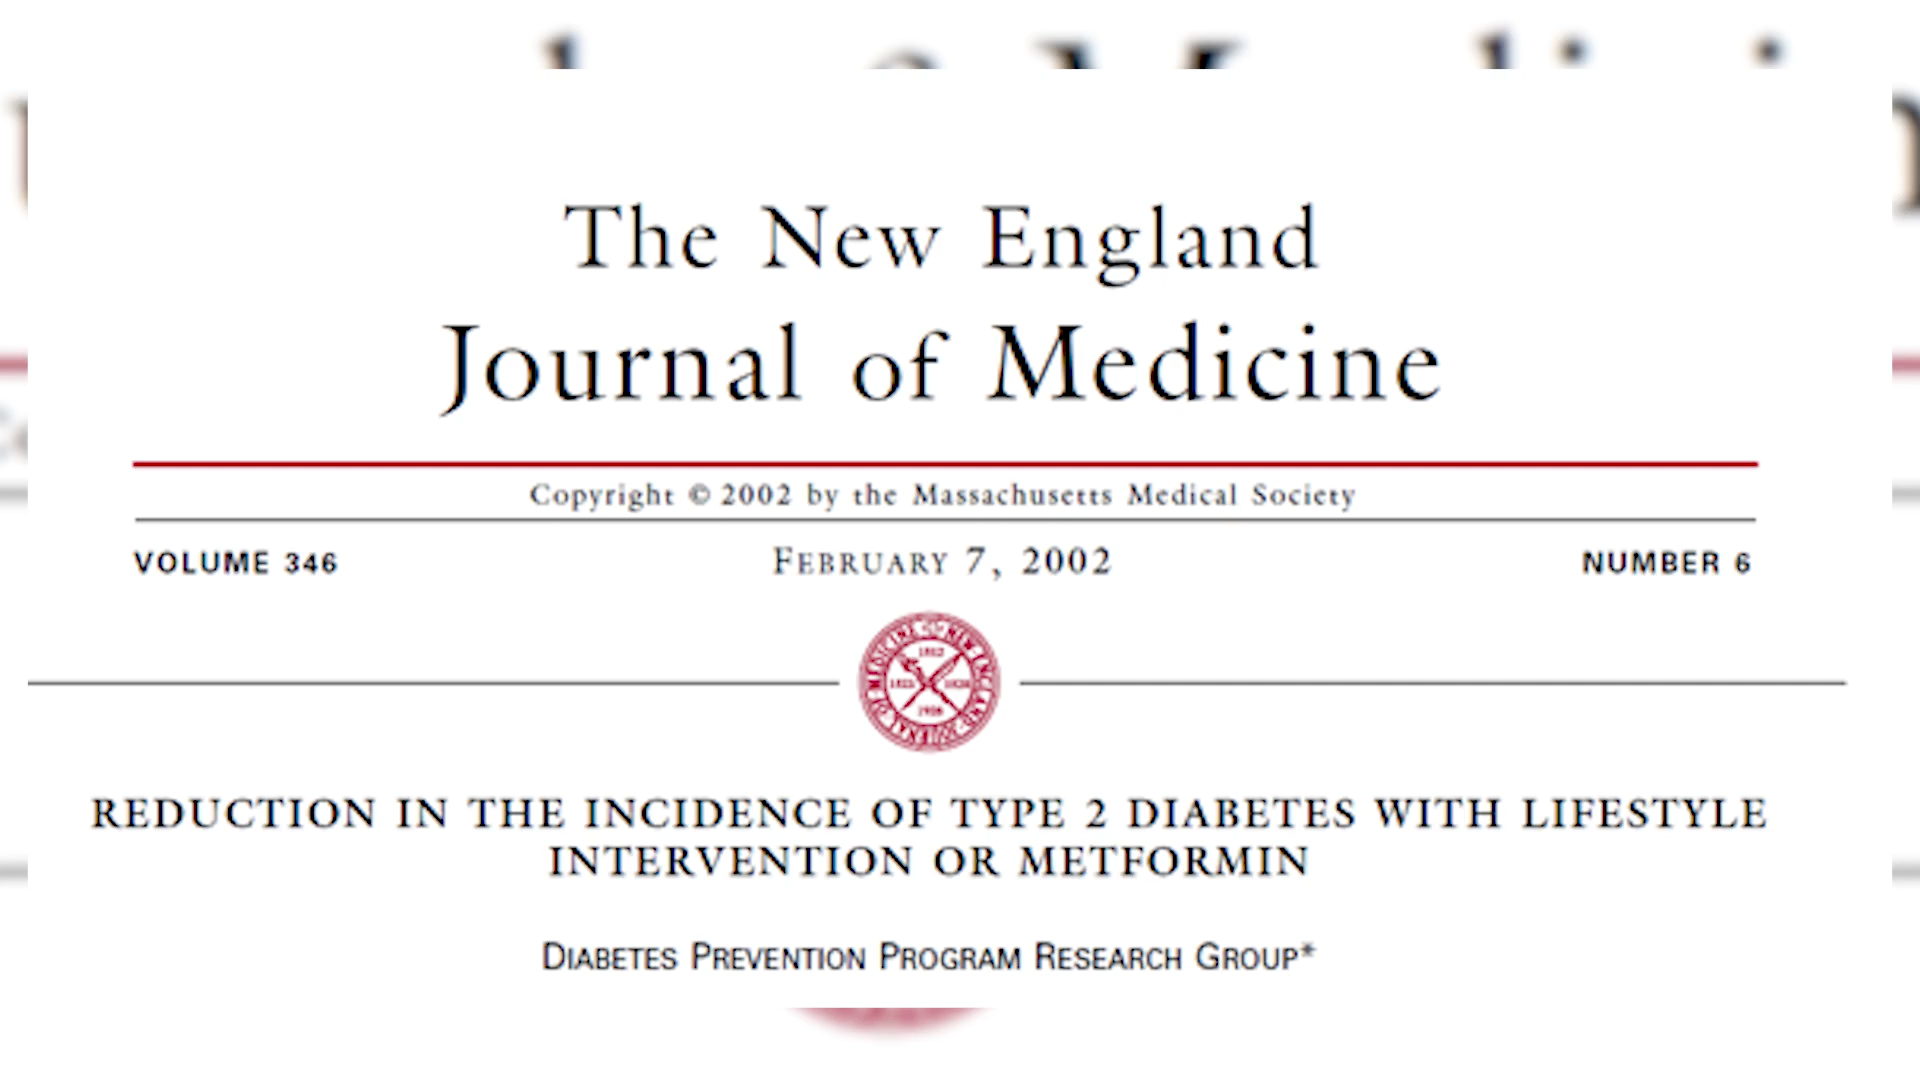 The New England
Journal of Medicine
Copyright © 2002 by the Massachusetts Medical Society
VOLUME 346 FEBRUARY 7, 2002 NUMBER 6
REDUCTION IN THE INCIDENCE OF TYPE 2 DIABETES WITH LIFESTYLE
INTERVENTION OR METFORMIN
DIABETES PREVENTION PROGRAM RESEARCH GROUP*